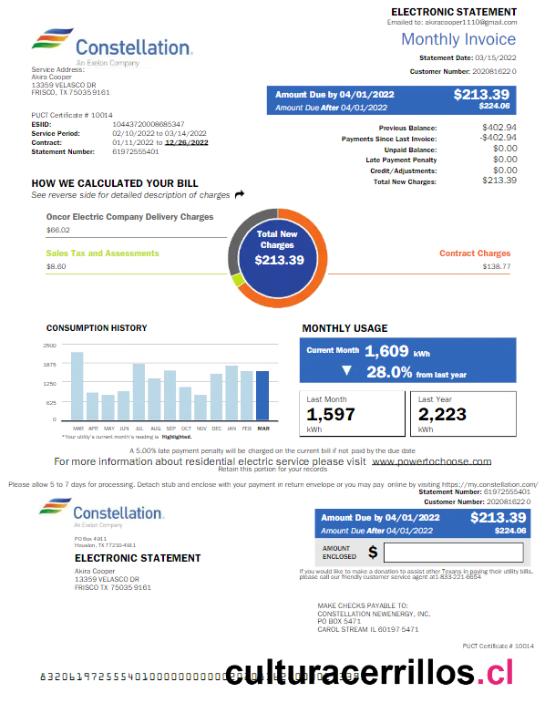 ELECTRONIC STATEMENT
Emailed to: akiracooper1110@gmail.com
Constellation.
An Exelon Company
Monthly Invoice
Statement Date: 03/15/2022
Customer Number: 202081622-0
Service Address:
Akira Cooper
13359 VELASCO DR
FRISCO, TX 75035 9161
Amount Due by 04/01/2022 $213.39
Amount Due After 04/01/2022 $224.06
PUCT Certificate # 10014
ESIID: 10443720008685347
Service Period: 02/10/2022 to 03/14/2022
Contract: 01/11/2022 to 12/26/2022
Statement Number: 61972555401
Previous Balance: $402.94
Payments Since Last Invoice: -$402.94
Unpaid Balance: $0.00
Late Payment Penalty $0.00
Credit/Adjustments: $0.00
Total New Charges: $213.39
HOW WE CALCULATED YOUR BILL
See reverse side for detailed description of charges
Oncor Electric Company Delivery Charges
$66.02
Sales Tax and Assessments
$8.60
Total New
Charges
$213.39
Contract Charges
$138.77
CONSUMPTION HISTORY
2500
1875
1250
625
0
MAR APR MAY JUN JUL AUG SEP OCT NOV DEC JAN FEB MAR
*Your utility's current month's reading is Highlighted.
MONTHLY USAGE
Current Month 1,609 kWh
28.0% from last year
Last Month
1,597
kWh
Last Year
2,223
kWh
A 5.00% late payment penalty will be charged on the current bill if not paid by the due date
For more information about residential electric service please visit www.powertochoose.com
Retain this portion for your records
Please allow 5 to 7 days for processing. Detach stub and enclose with your payment in return envelope or you may pay online by visiting https://my.constellation.com/
Statement Number: 61972555401
Customer Number: 202081622-0
Constellation.
An Exelon Company
PO Box 4911
Houston, TX 77210-4911
ELECTRONIC STATEMENT
Akira Cooper
13359 VELASCO DR
FRISCO TX 75035 9161
Amount Due by 04/01/2022 $213.39
Amount Due After 04/01/2022 $224.06
AMOUNT
ENCLOSED $
If you would like to make a donation to assist other Texans in paying their utility bills,
please call our friendly customer service agent at1-833-221-6654
MAKE CHECKS PAYABLE TO:
CONSTELLATION NEWENERGY, INC.
PO BOX 5471
CAROL STREAM IL 60197-5471
PUCT Certificate # 10014
culturacerrillos.cl